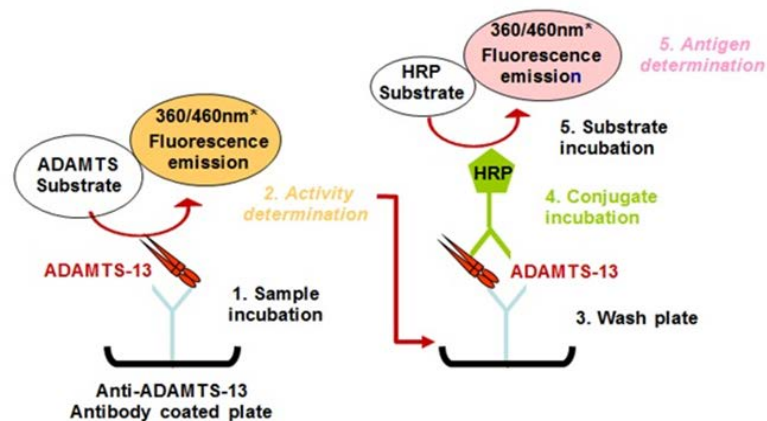 360/460nm*
Fluorescence
emission
ADAMTS
Substrate
2. Activity
determination
ADAMTS-13
1. Sample
incubation
Anti-ADAMTS-13
Antibody coated plate
360/460nm*
Fluorescence
emission
HRP
Substrate
5. Antigen
determination
5. Substrate
incubation
HRP
4. Conjugate
incubation
ADAMTS-13
3. Wash plate